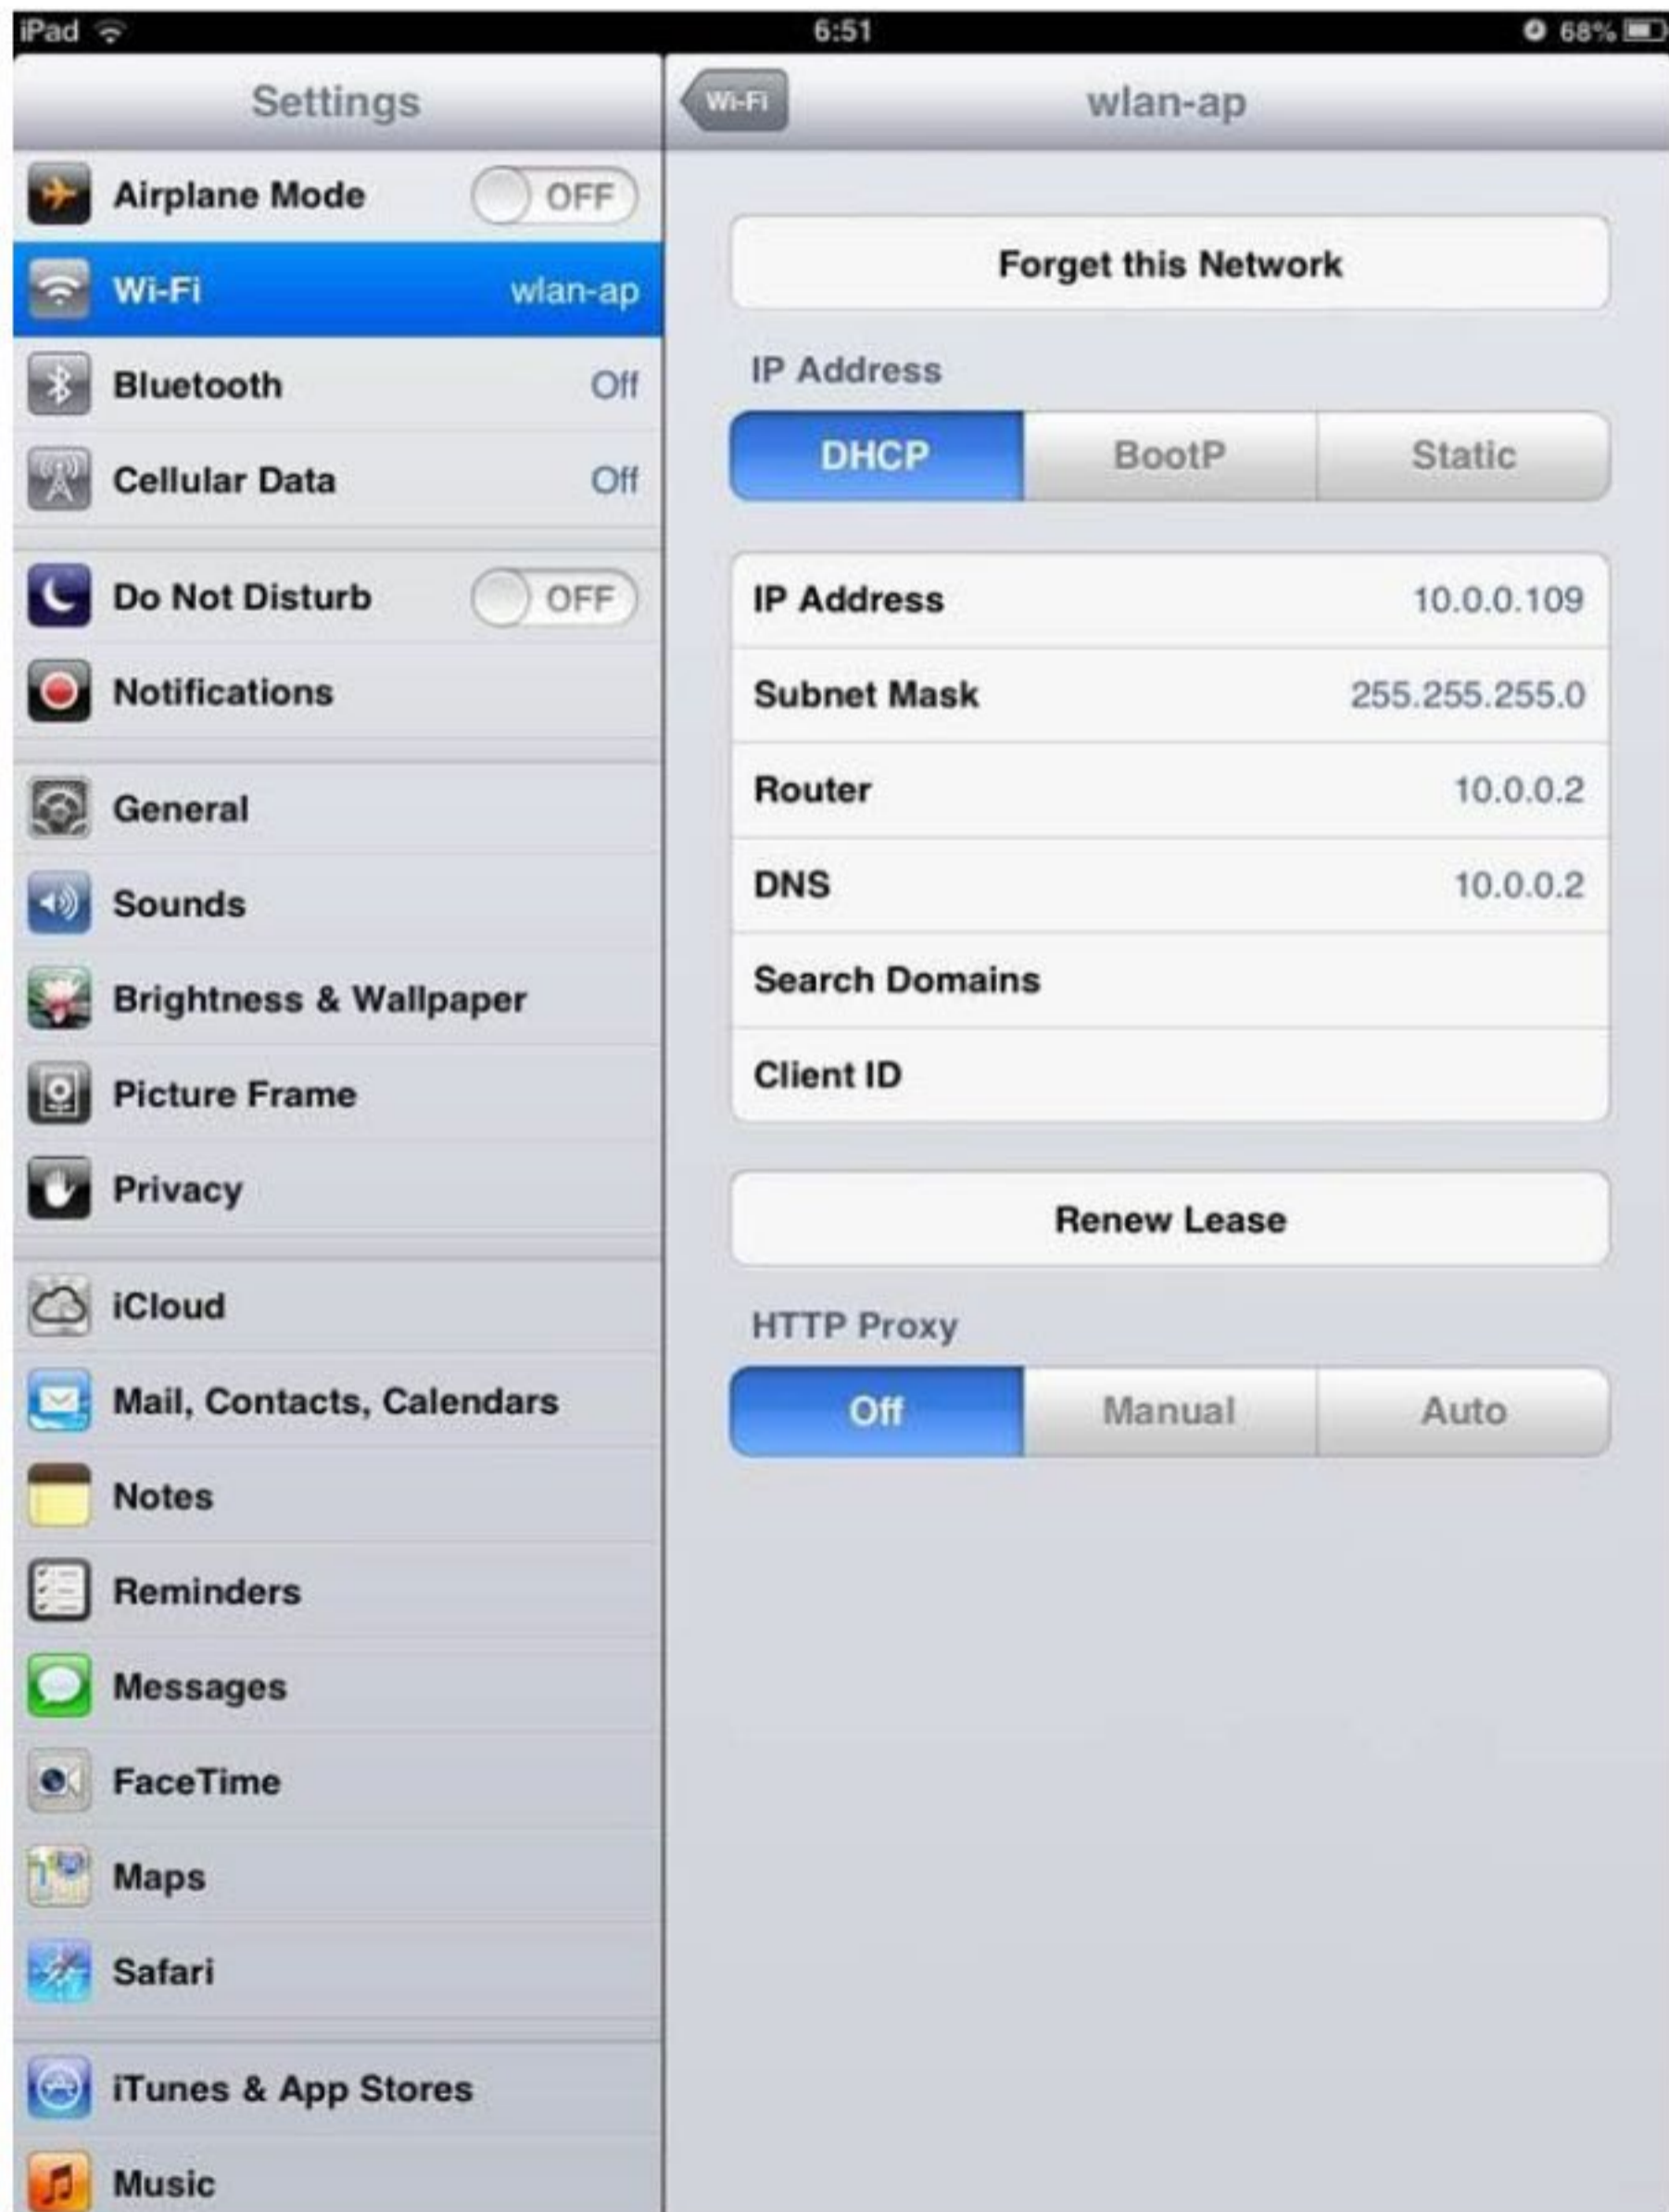 iPad 6:51 68%
Settings
Airplane Mode OFF
Wi-Fi wlan-ap
Bluetooth Off
Cellular Data Off
Do Not Disturb OFF
Notifications
General
Sounds
Brightness & Wallpaper
Picture Frame
Privacy
iCloud
Mail, Contacts, Calendars
Notes
Reminders
Messages
FaceTime
Maps
Safari
iTunes & App Stores
Music
Wi-Fi wlan-ap
Forget this Network
IP Address
DHCP BootP Static
IP Address 10.0.0.109
Subnet Mask 255.255.255.0
Router 10.0.0.2
DNS 10.0.0.2
Search Domains
Client ID
Renew Lease
HTTP Proxy
Off Manual Auto